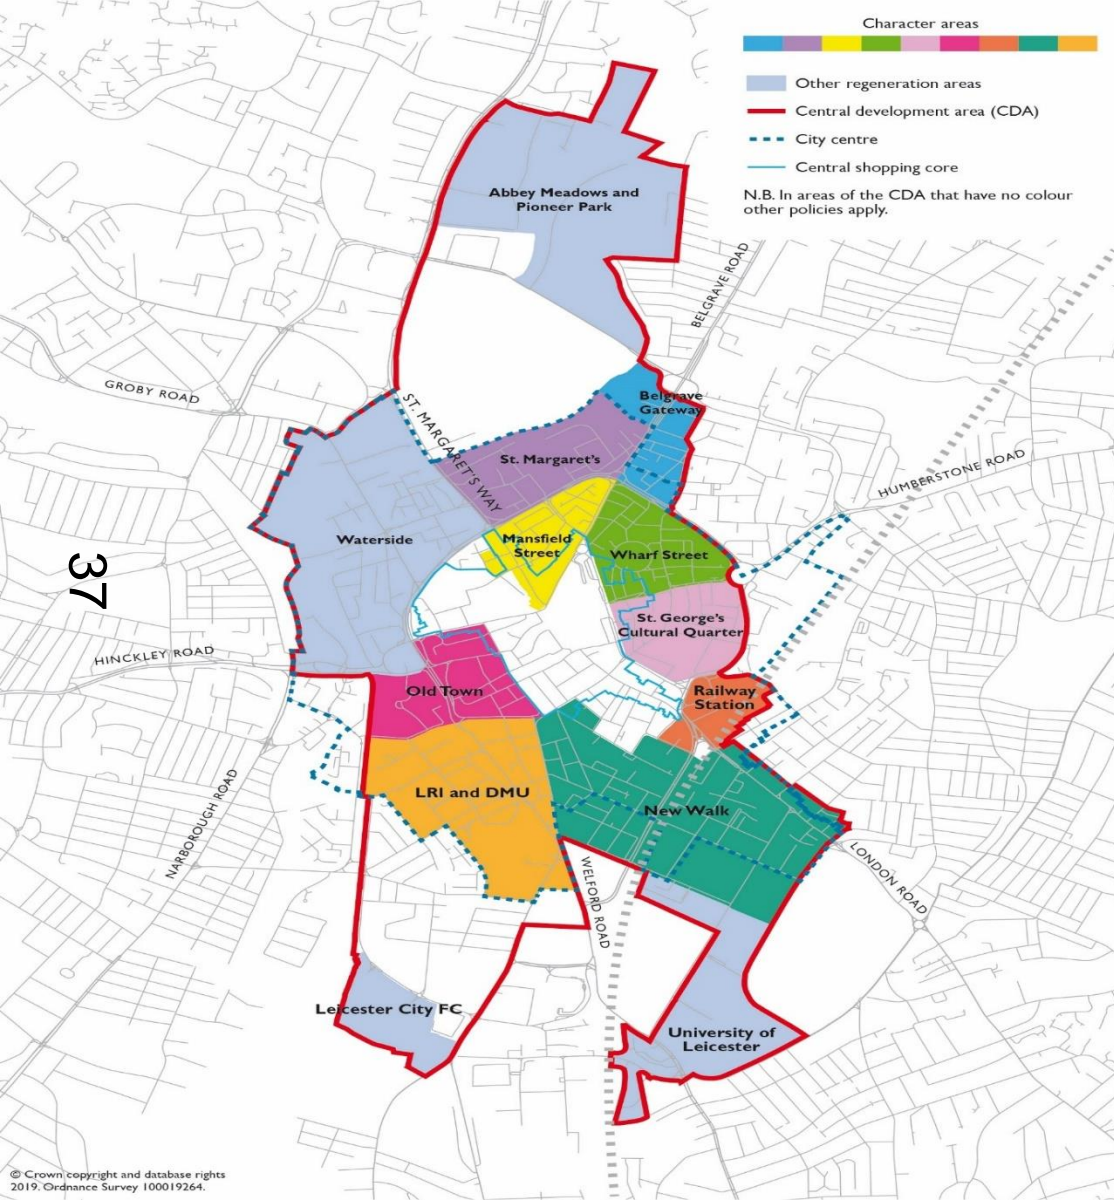 Character areas
Other regeneration areas
Central development area (CDA)
City centre
Central shopping core
N.B. In areas of the CDA that have no colour
other policies apply.
Abbey Meadows and
Pioneer Park
BELGRAVE ROAD
GROBY ROAD
ST. MARGARET'S WAY
Belgrave
Gateway
St. Margaret's
HUMBERSTONE ROAD
Waterside
Mansfield
Street
Wharf Street
37
St. George's
Cultural Quarter
HINCKLEY ROAD
Old Town
Railway
Station
LRI and DMU
New Walk
NARBOROUGH ROAD
WELFORD ROAD
LONDON ROAD
Leicester City FC
University of
Leicester
© Crown copyright and database rights
2019. Ordnance Survey 100019264.